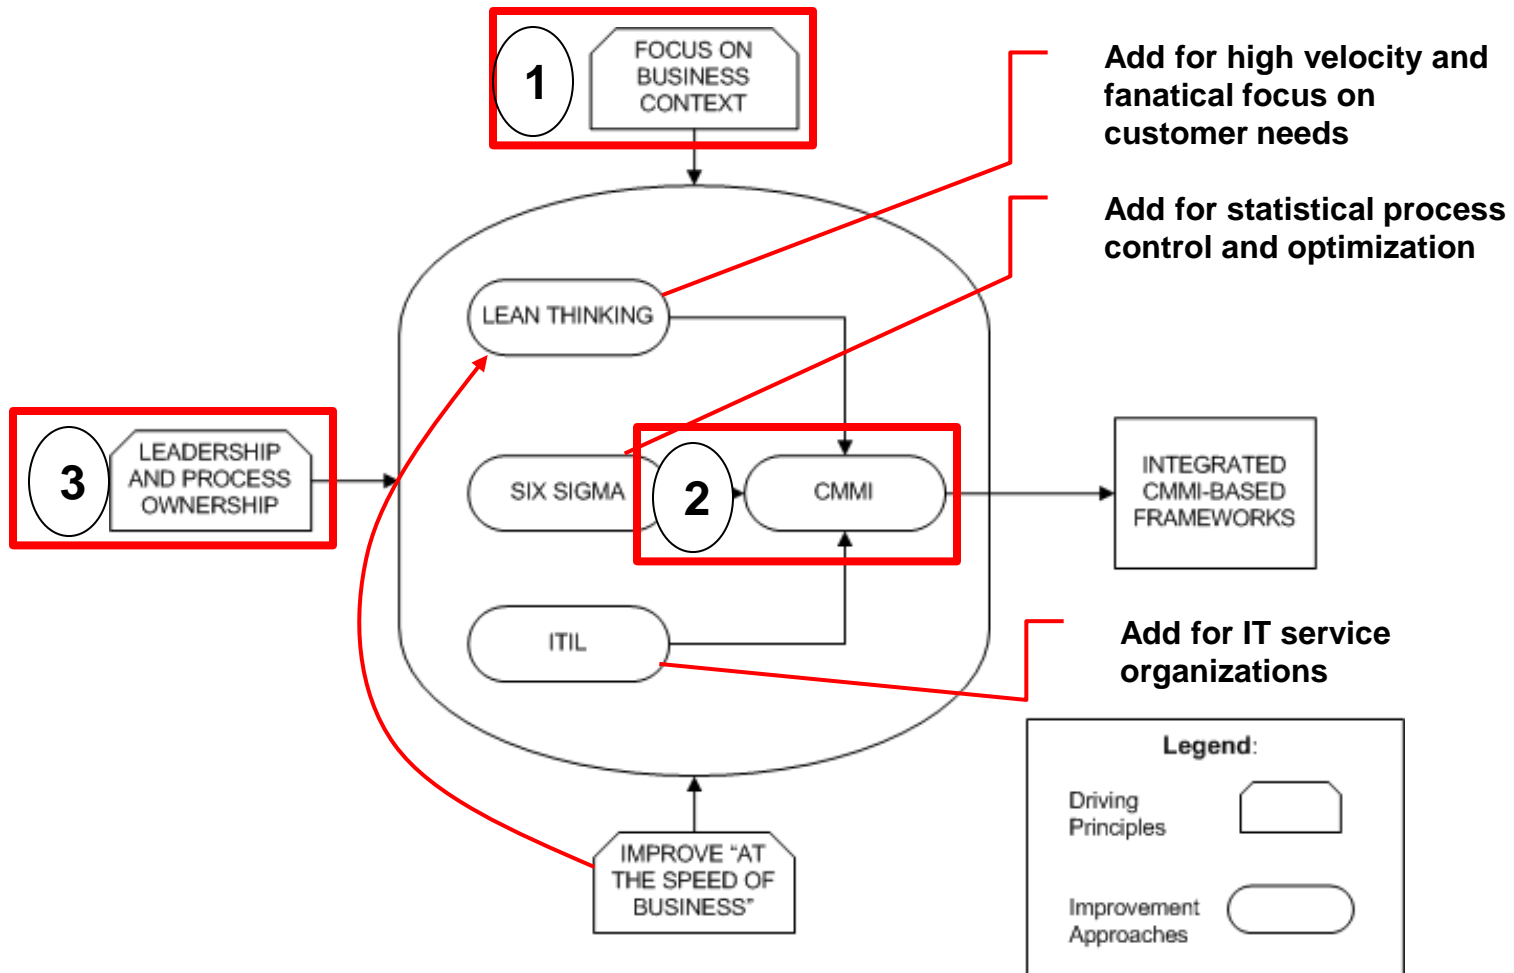 1
FOCUS ON
BUSINESS
CONTEXT
Add for high velocity and
fanatical focus on
customer needs
Add for statistical process
control and optimization
LEAN THINKING
3
LEADERSHIP
AND PROCESS
OWNERSHIP
SIX SIGMA
2
CMMI
INTEGRATED
CMMI-BASED
FRAMEWORKS
ITIL
Add for IT service
organizations
IMPROVE “AT
THE SPEED OF
BUSINESS”
Legend:
Driving
Principles
Improvement
Approaches